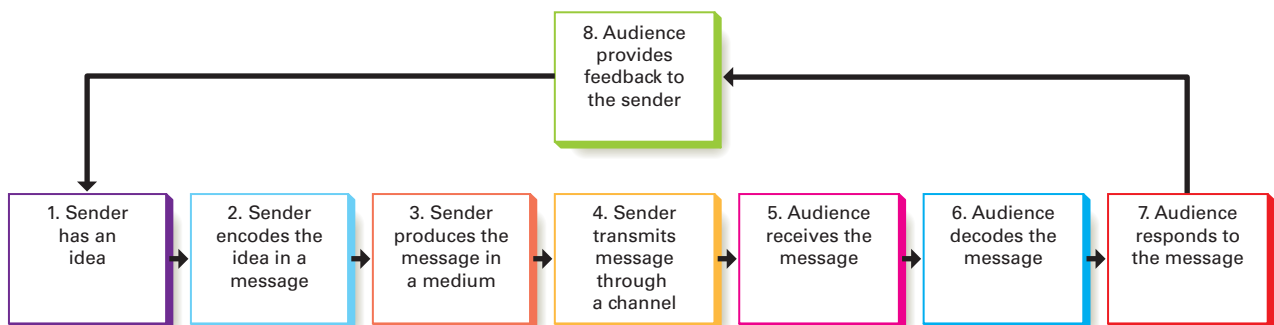 8. Audience
provides
feedback to
the sender
1. Sender
has an
idea
2. Sender
encodes the
idea in a
message
3. Sender
produces the
message in
a medium
4. Sender
transmits
message
through
a channel
5. Audience
receives the
message
6. Audience
decodes the
message
7. Audience
responds to
the message